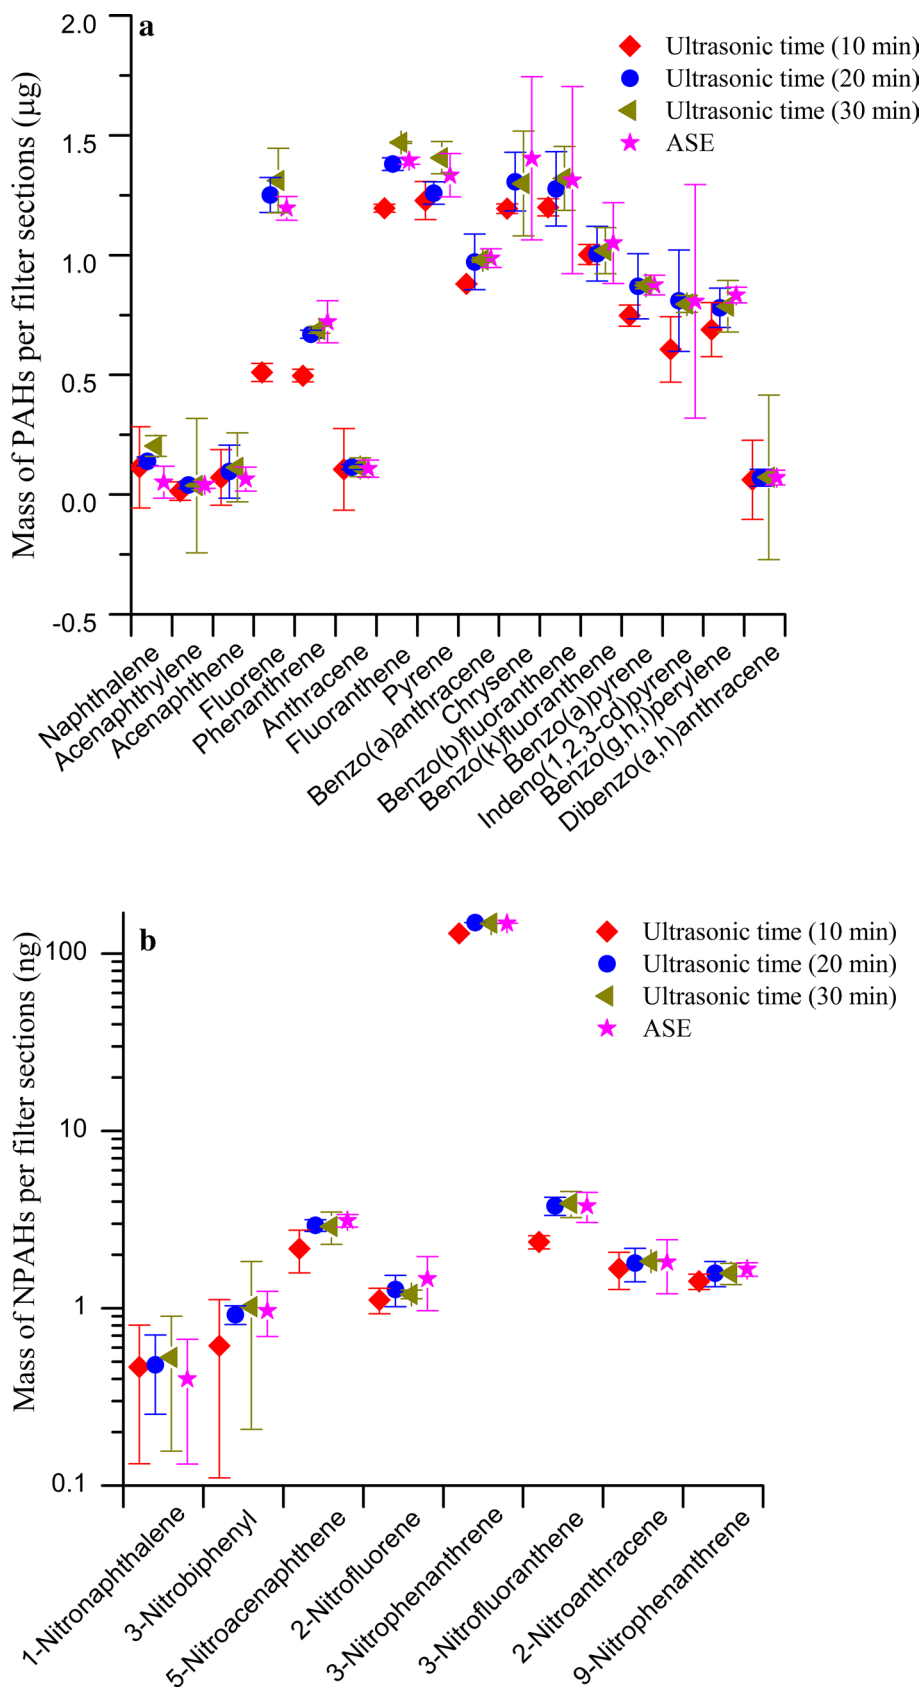 a
Ultrasonic time (10 min)
Ultrasonic time (20 min)
Ultrasonic time (30 min)
ASE
Mass of PAHs per filter sections (µg)
2.0
1.5
1.0
0.5
0.0
-0.5
Naphthalene
Acenaphthylene
Acenaphthene
Fluorene
Phenanthrene
Anthracene
Fluoranthene
Pyrene
Benzo(a)anthracene
Chrysene
Benzo(b)fluoranthene
Benzo(k)fluoranthene
Benzo(a)pyrene
Indeno(1,2,3-cd)pyrene
Benzo(g,h,i)perylene
Dibenzo(a,h)anthracene
b
Ultrasonic time (10 min)
Ultrasonic time (20 min)
Ultrasonic time (30 min)
ASE
Mass of NPAHs per filter sections (ng)
100
10
1
0.1
1-Nitronaphthalene
3-Nitrobiphenyl
5-Nitroacenaphthene
2-Nitrofluorene
3-Nitrophenanthrene
3-Nitrofluoranthene
2-Nitroanthracene
9-Nitrophenanthrene